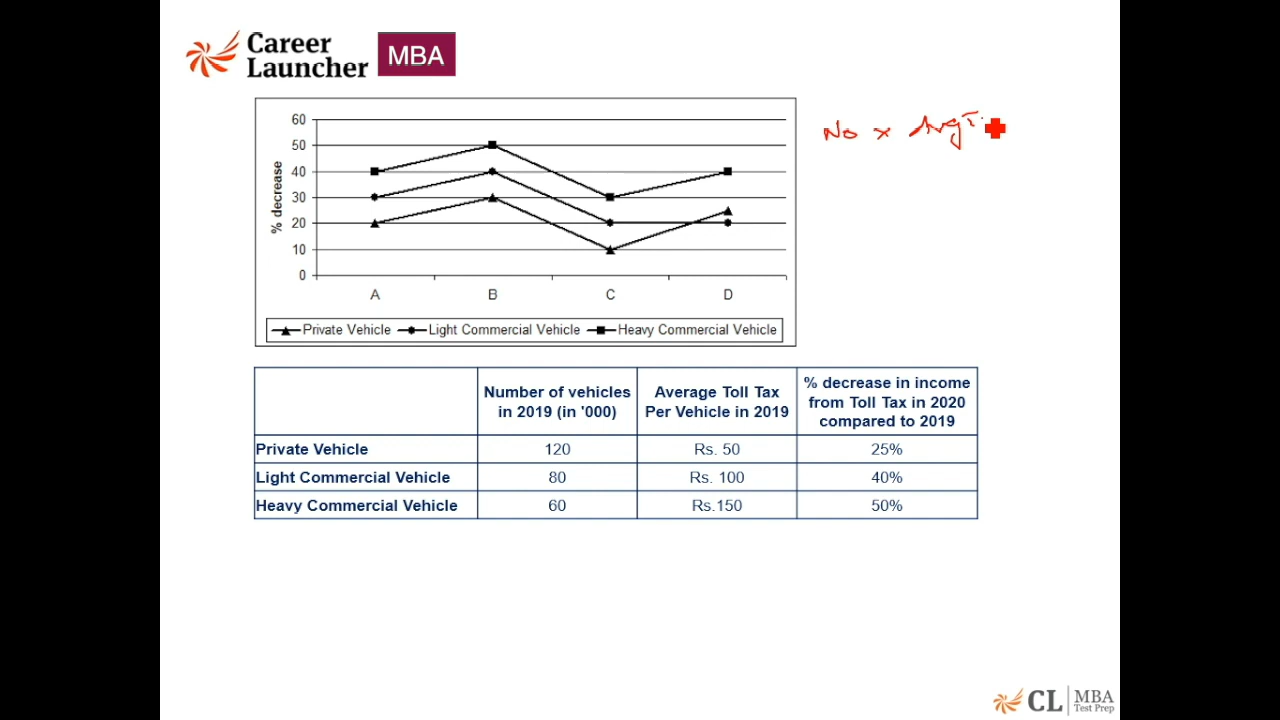 Career
Launcher
MBA
No x Avg T
60
50
40
30
20
10
0
% decrease
A B C D
Private Vehicle Light Commercial Vehicle Heavy Commercial Vehicle
Number of vehicles
in 2019 (in '000)
Average Toll Tax
Per Vehicle in 2019
% decrease in income
from Toll Tax in 2020
compared to 2019
Private Vehicle 120 Rs. 50 25%
Light Commercial Vehicle 80 Rs. 100 40%
Heavy Commercial Vehicle 60 Rs.150 50%
CL MBA
Test Prep